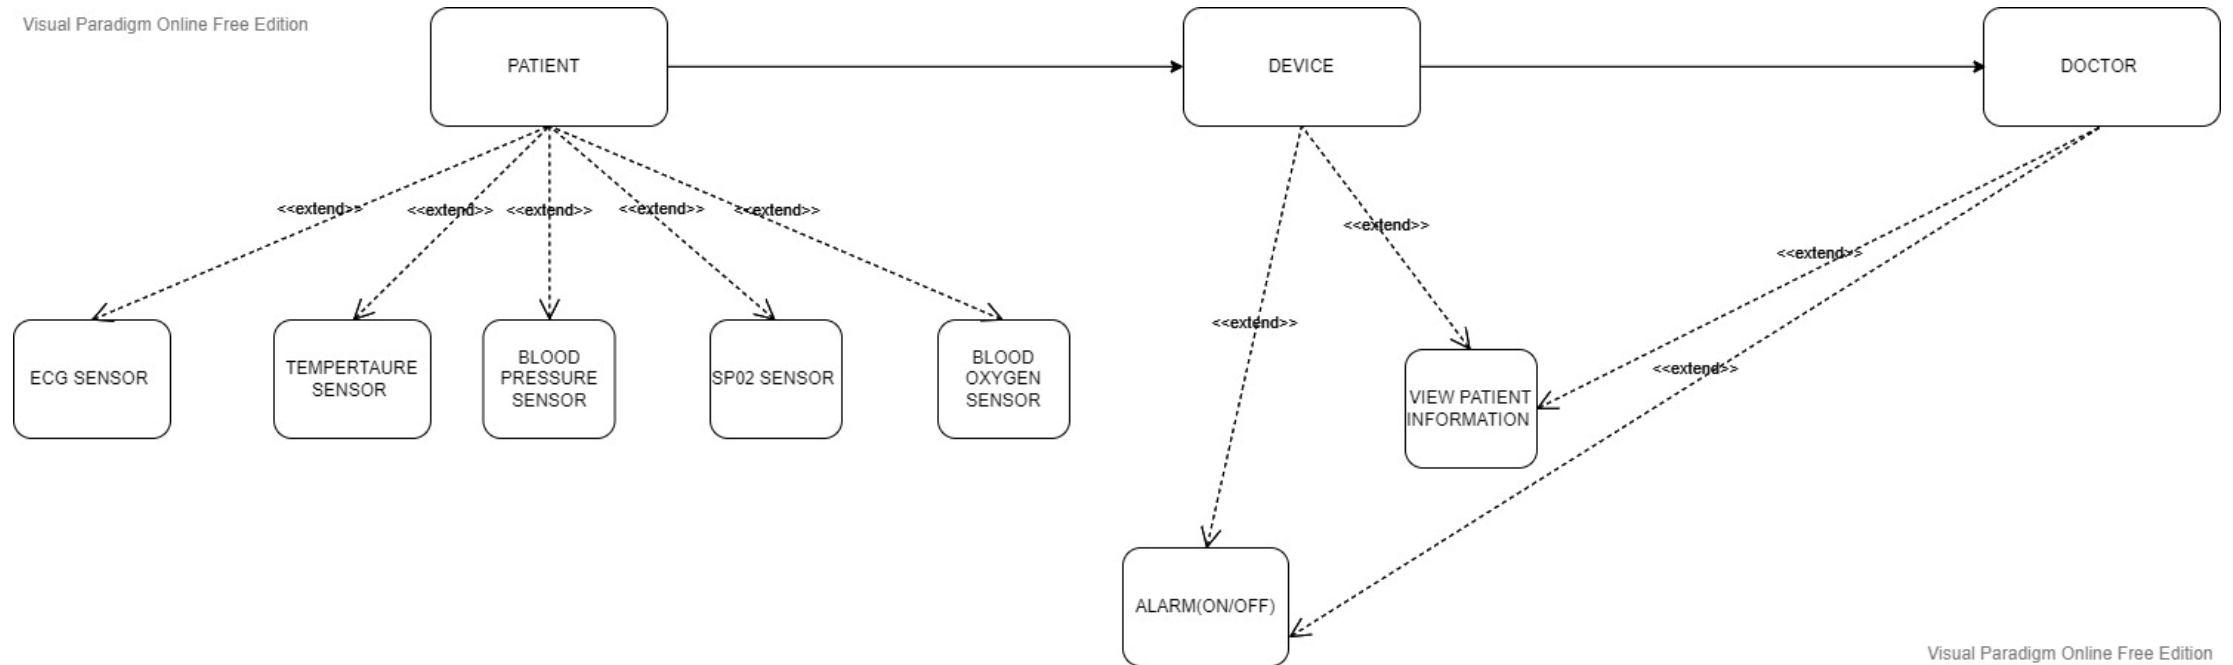 Visual Paradigm Online Free Edition
PATIENT
DEVICE
DOCTOR
<<extend>>
<<extend>>
<<extend>>
<<extend>>
<<extend>>
<<extend>>
<<extend>>
<<extend>>
<<extend>>
ECG SENSOR
TEMPERTAURE
SENSOR
BLOOD
PRESSURE
SENSOR
SP02 SENSOR
BLOOD
OXYGEN
SENSOR
VIEW PATIENT
INFORMATION
ALARM(ON/OFF)
Visual Paradigm Online Free Edition